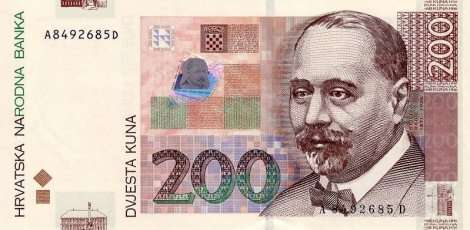 HRVATSKA NARODNA BANKA
A8492685D
DVJESTA KUNA
200
200
A8492685D